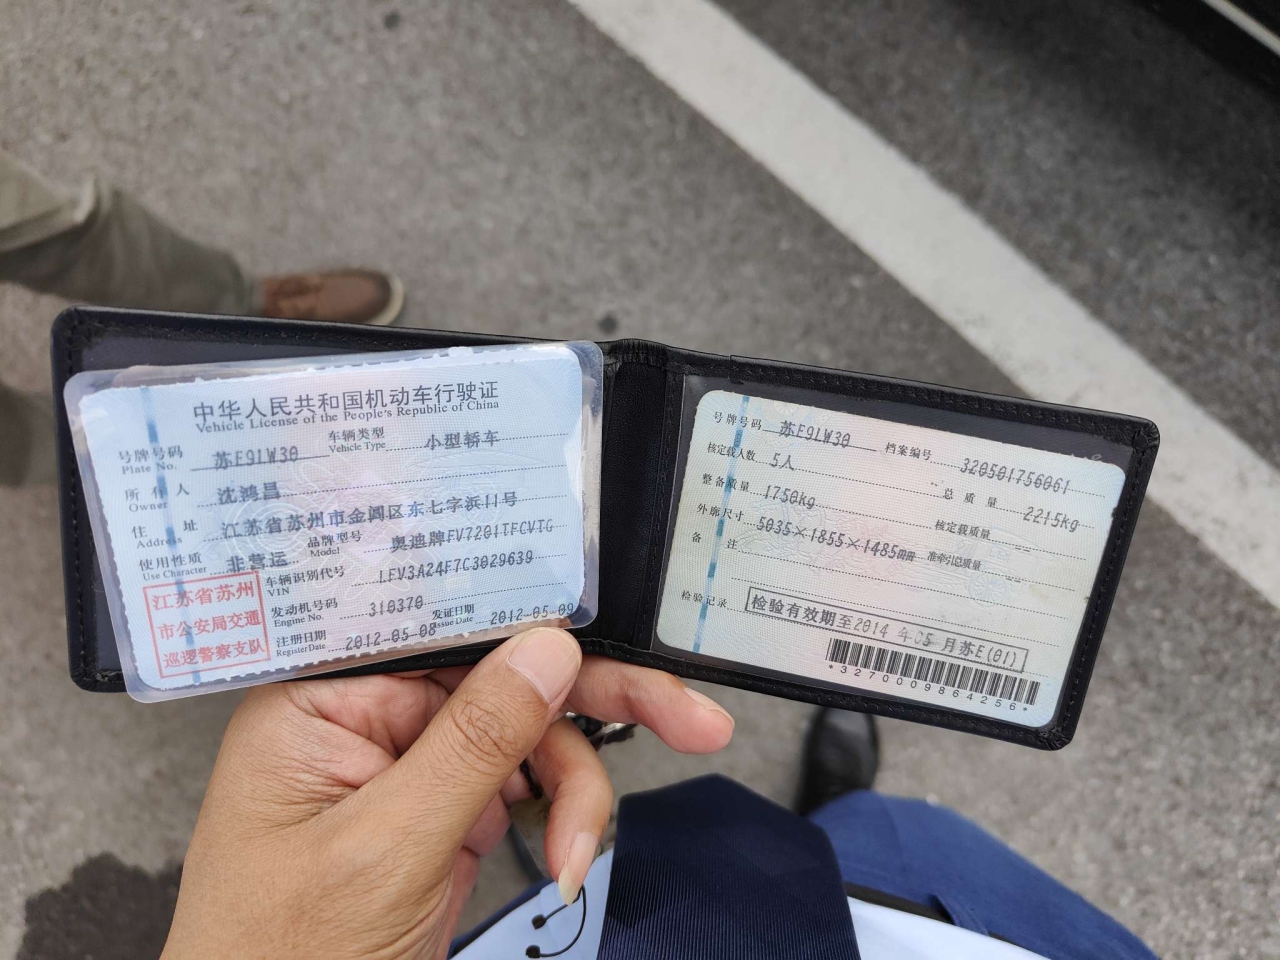 中华人民共和国机动车行驶证
Vehicle License of the People's Republic of China
号牌号码 苏F91W30 车辆类型 小型轿车
Plate No. Vehicle Type
所有人 沈鸿昌
Owner
住址 江苏省苏州市金阊区东七字浜11号
Address
使用性质 非营运 品牌型号 奥迪牌FV7201TFCVTG
Use Character Model
江苏省苏州
市公安局交通
巡逻警察支队
车辆识别代号 LFV3A24F7C3029639
VIN
发动机号码 310370
Engine No.
注册日期 2012-05-08 发证日期 2012-05-09
Register Date Issue Date
号牌号码 苏F91W30 档案编号 320501756061
核定载人数 5人 总质量 2215kg
整备质量 1750kg 核定载质量 --
外廓尺寸 5035×1855×1485mm 准牵引总质量 --
备注
检验记录 检验有效期至2014年05月苏E(01)
*3270009864256*